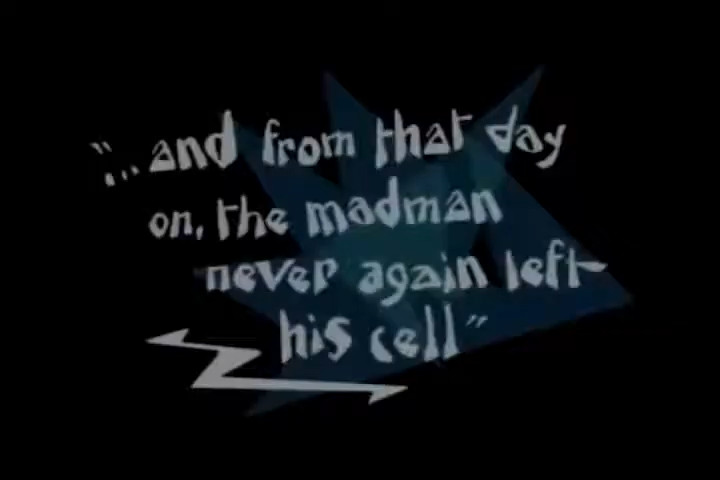 "...and from that day
on, the madman
never again left
his cell"